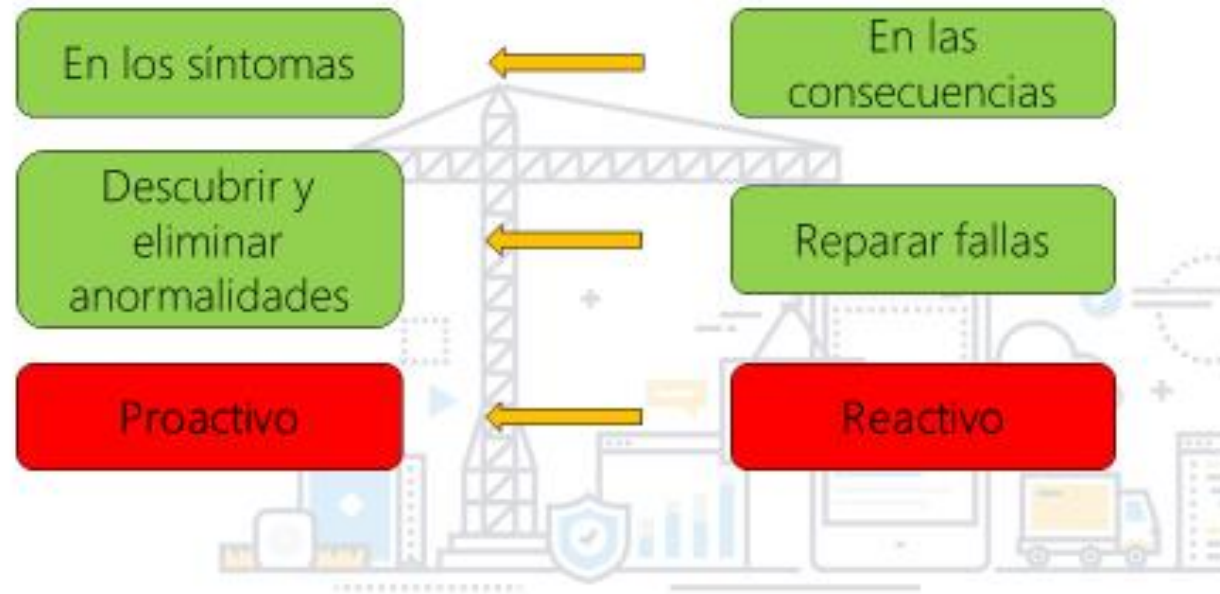 En los síntomas
En las
consecuencias
Descubrir y
eliminar
anormalidades
Reparar fallas
Proactivo
Reactivo